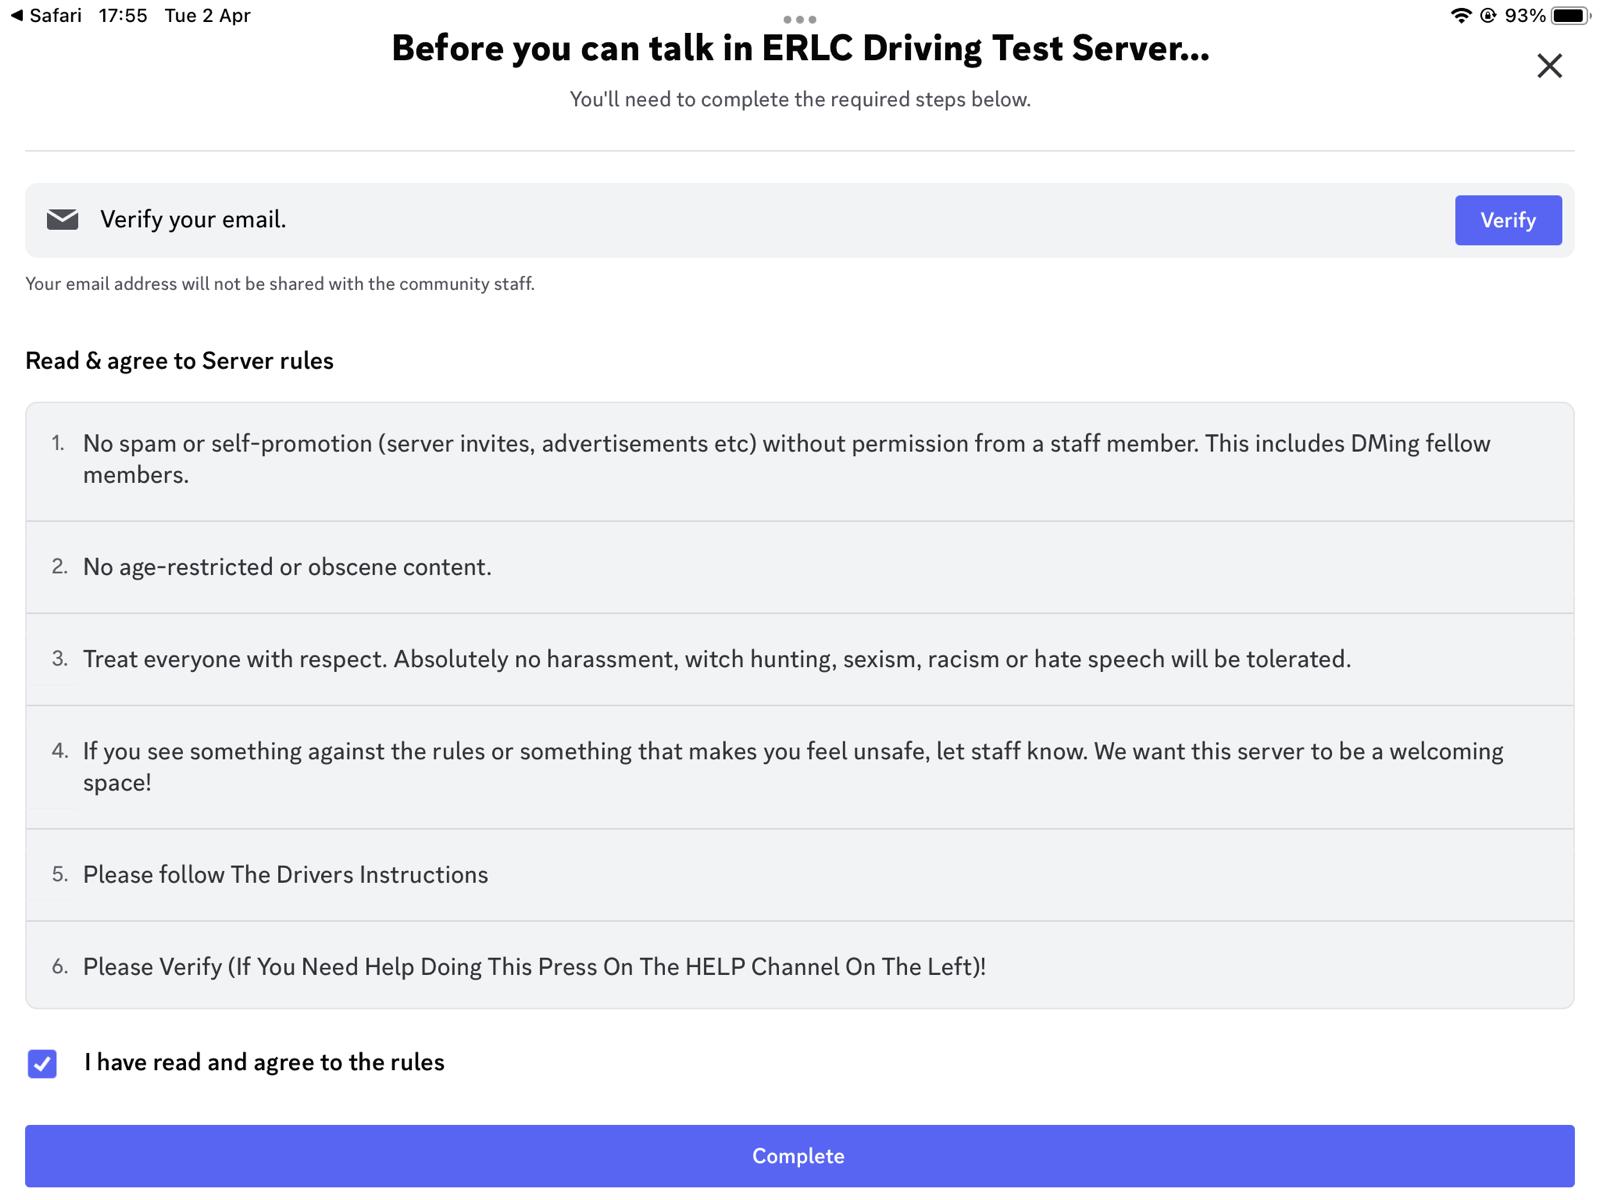 Safari 17:55 Tue 2 Apr 93%
Before you can talk in ERLC Driving Test Server...
You'll need to complete the required steps below.
Verify your email.
Verify
Your email address will not be shared with the community staff.
Read & agree to Server rules
1. No spam or self-promotion (server invites, advertisements etc) without permission from a staff member. This includes DMing fellow
members.
2. No age-restricted or obscene content.
3. Treat everyone with respect. Absolutely no harassment, witch hunting, sexism, racism or hate speech will be tolerated.
4. If you see something against the rules or something that makes you feel unsafe, let staff know. We want this server to be a welcoming
space!
5. Please follow The Drivers Instructions
6. Please Verify (If You Need Help Doing This Press On The HELP Channel On The Left)!
I have read and agree to the rules
Complete